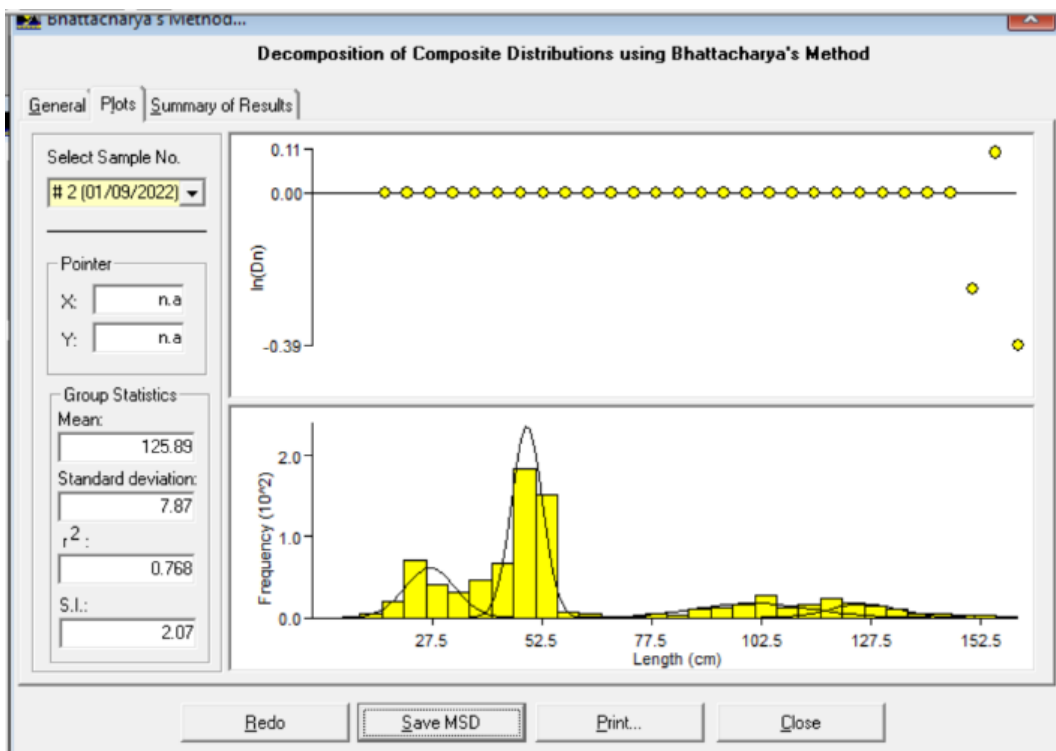 Bhattacharya's Method...
Decomposition of Composite Distributions using Bhattacharya's Method
General
Plots
Summary of Results
Select Sample No.
# 2 (01/09/2022)
Pointer
X: n.a
Y: n.a
Group Statistics
Mean:
125.89
Standard deviation:
7.87
r2 :
0.768
S.I.:
2.07
0.11
0.00
-0.39
ln(Dn)
2.0
1.0
0.0
Frequency (10^2)
27.5 52.5 77.5 102.5 127.5 152.5
Length (cm)
Redo Save MSD Print... Close